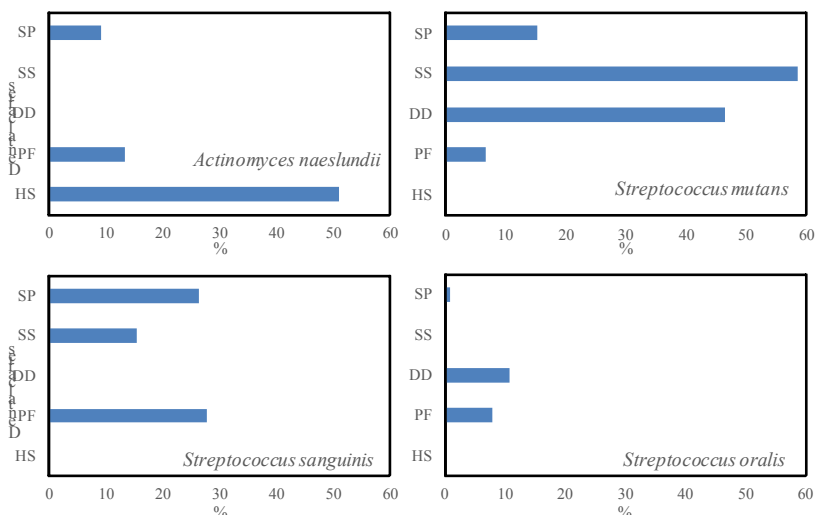 SP
SS
DD
PF
HS
Actinomyces naeslundii
0 10 20 30 40 50 60
%
SP
SS
DD
PF
HS
Streptococcus mutans
0 10 20 30 40 50 60
%
SP
SS
DD
PF
HS
Streptococcus sanguinis
0 10 20 30 40 50 60
%
SP
SS
DD
PF
HS
Streptococcus oralis
0 10 20 30 40 50 60
%